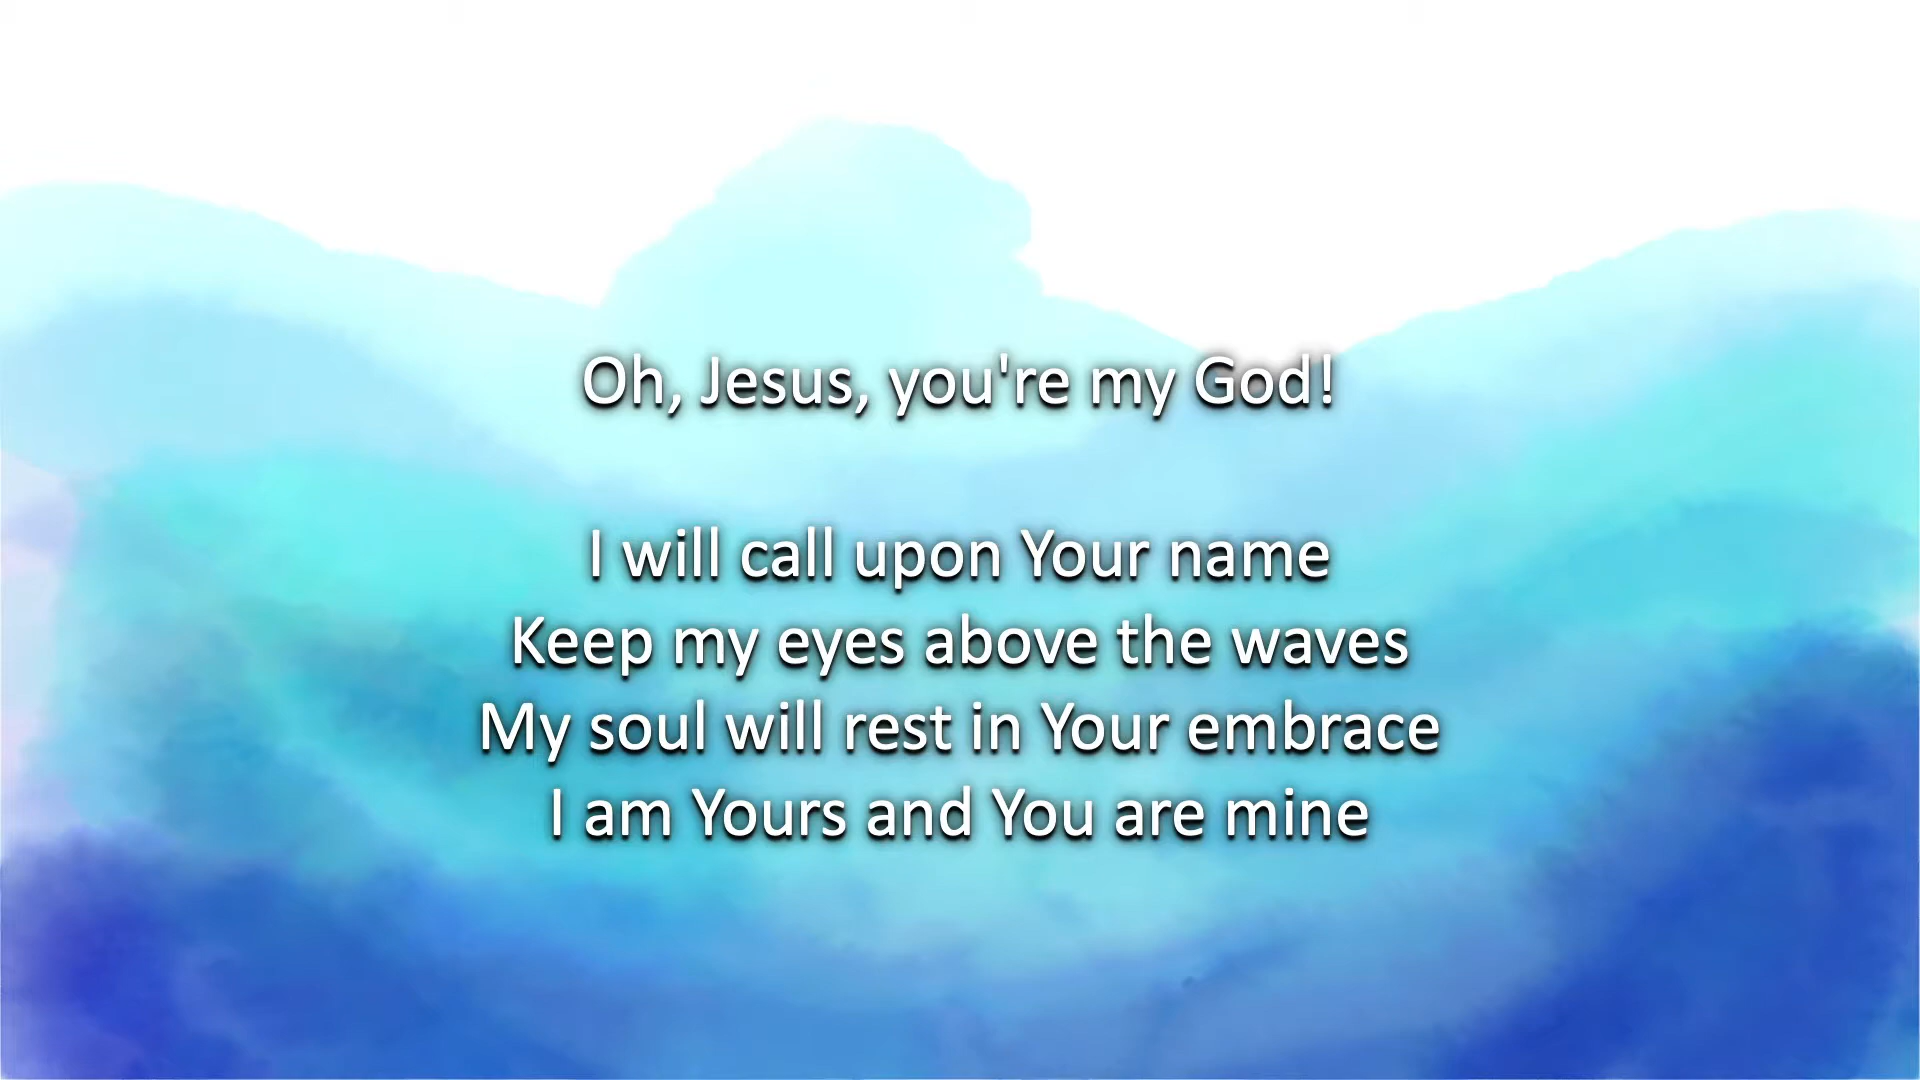 Oh, Jesus, you're my God!
I will call upon Your name
Keep my eyes above the waves
My soul will rest in Your embrace
I am Yours and You are mine